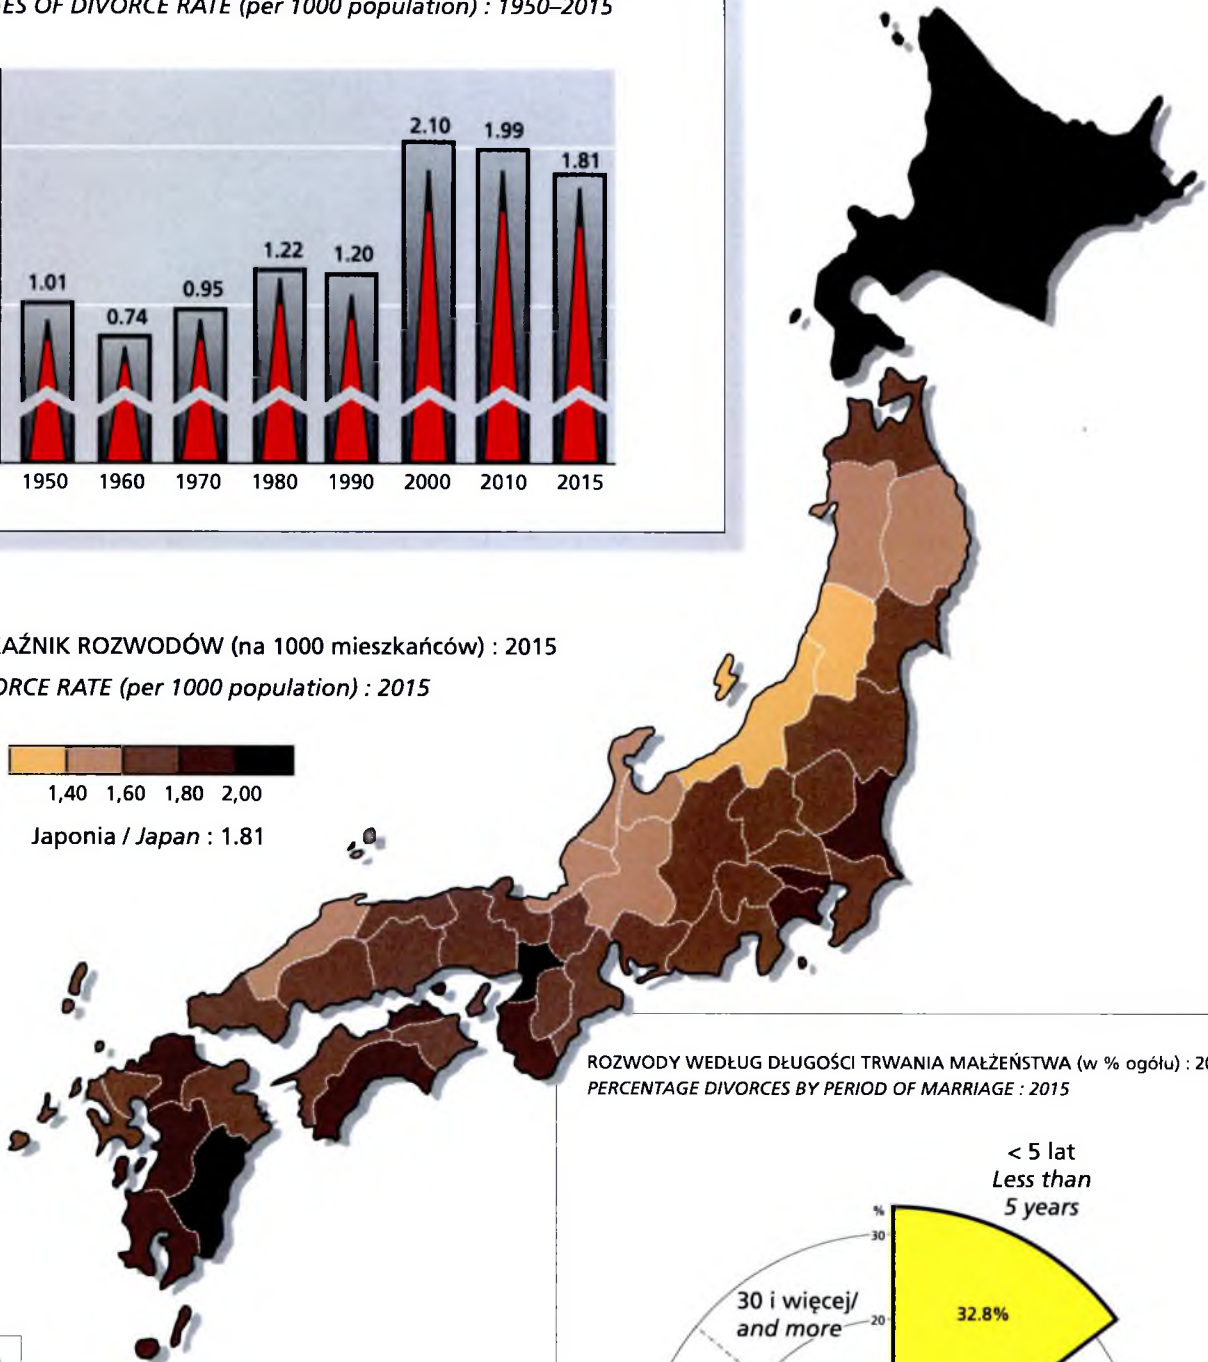 ES OF DIVORCE RATE (per 1000 population) : 1950–2015
2.10
1.99
1.81
1.22
1.20
1.01
0.95
0.74
1950 1960 1970 1980 1990 2000 2010 2015
AŹNIK ROZWODÓW (na 1000 mieszkańców) : 2015
ORCE RATE (per 1000 population) : 2015
1,40 1,60 1,80 2,00
Japonia / Japan : 1.81
ROZWODY WEDŁUG DŁUGOŚCI TRWANIA MAŁŻEŃSTWA (w % ogółu) : 20
PERCENTAGE DIVORCES BY PERIOD OF MARRIAGE : 2015
< 5 lat
Less than
5 years
%
30
30 i więcej/
and more
20
32.8%